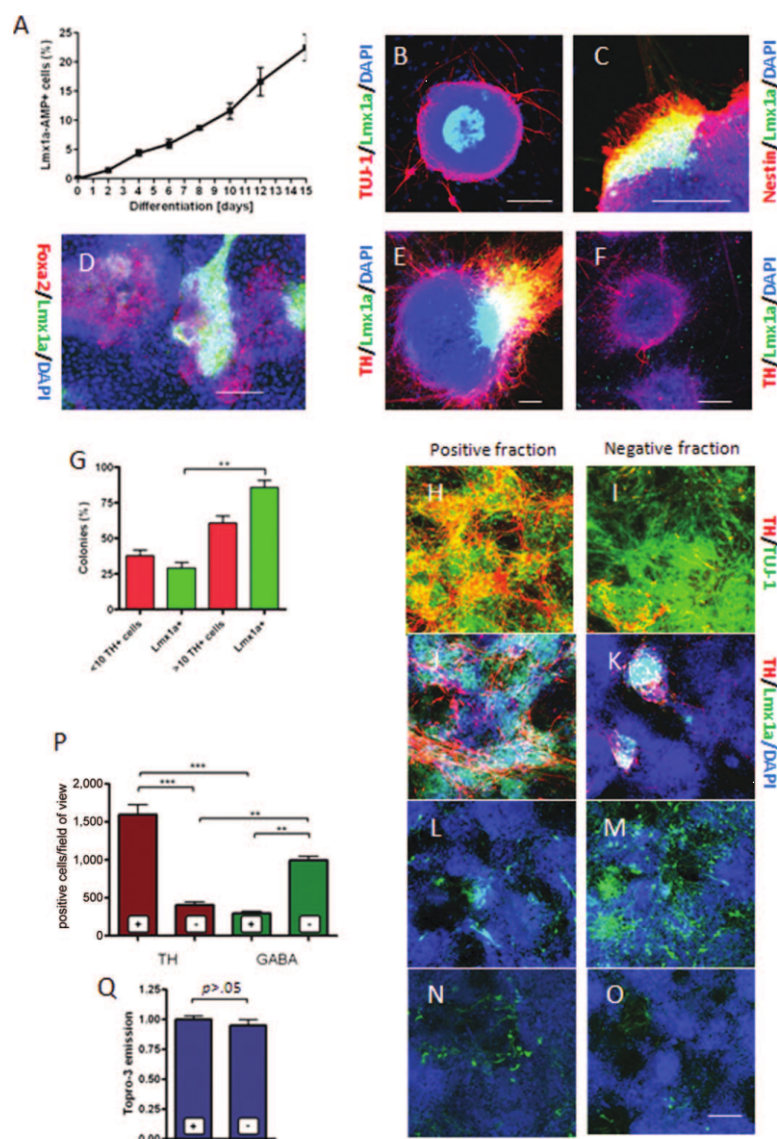 A
Lmx1a-AMP+ cells (%)
25
20
15
10
5
0
0 1 2 3 4 5 6 7 8 9 10 11 12 13 14 15
Differentiation [days]
B
TUJ-1/Lmx1a/DAPI
C
Nestin/Lmx1a/DAPI
D
Foxa2/Lmx1a/DAPI
E
TH/Lmx1a/DAPI
F
TH/Lmx1a/DAPI
G
Colonies (%)
100
75
50
25
0
**
<10 TH+ cells
Lmx1a+
>10 TH+ cells
Lmx1a+
Positive fraction
Negative fraction
H
I
TH/TUJ-1
J
K
TH/Lmx1a/DAPI
L
M
N
O
P
positive cells/field of view
2,000
1,500
1,000
500
0
***
***
**
**
+
-
+
-
TH
GABA
Q
Topro-3 emission
1.25
1.00
0.75
0.50
0.25
0.00
p>.05
+
-